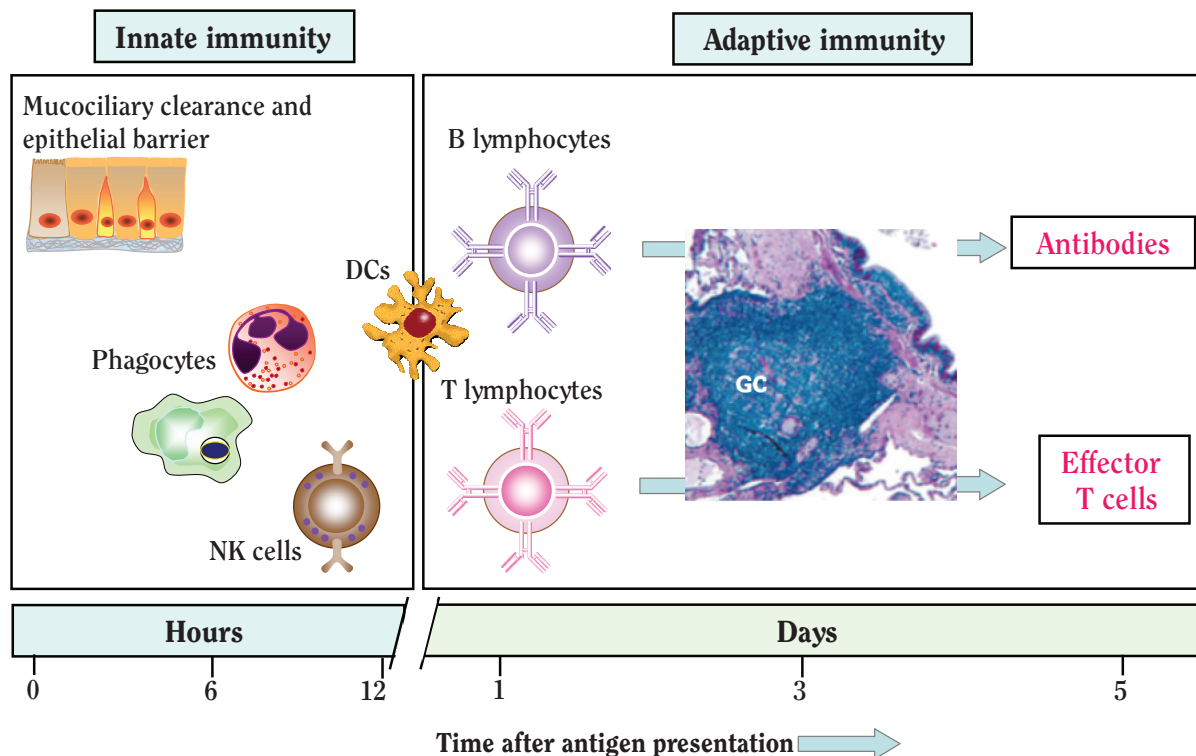 Innate immunity
Adaptive immunity
Mucociliary clearance and
epithelial barrier
Phagocytes
NK cells
DCs
B lymphocytes
T lymphocytes
GC
Antibodies
Effector
T cells
Hours
Days
0 6 12 1 3 5
Time after antigen presentation